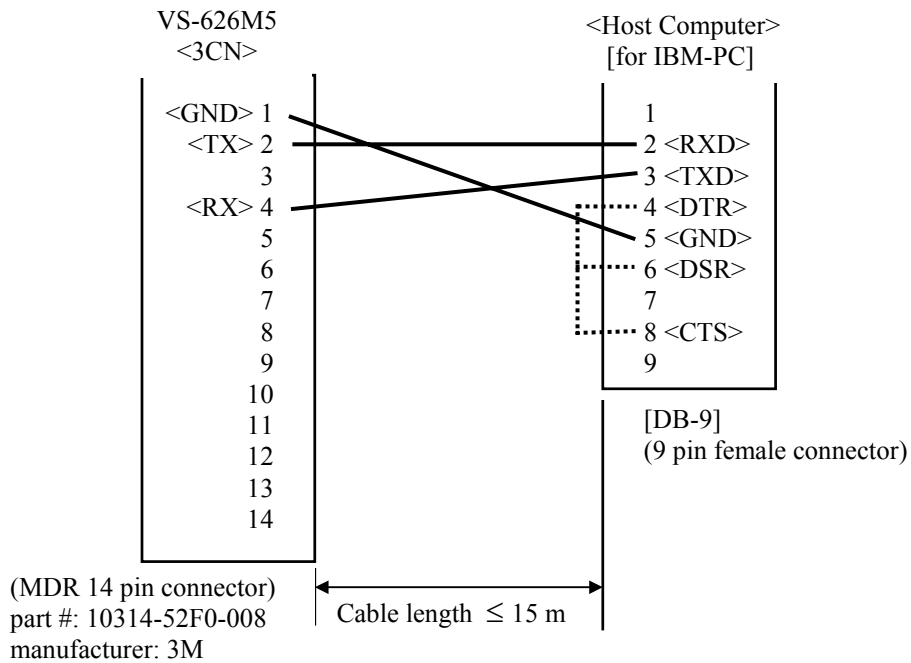 VS-626M5
<3CN>
<GND> 1
<TX> 2
3
<RX> 4
5
6
7
8
9
10
11
12
13
14
(MDR 14 pin connector)
part #: 10314-52F0-008
manufacturer: 3M
Cable length ≤ 15 m
<Host Computer>
[for IBM-PC]
1
2 <RXD>
3 <TXD>
4 <DTR>
5 <GND>
6 <DSR>
7
8 <CTS>
9
[DB-9]
(9 pin female connector)